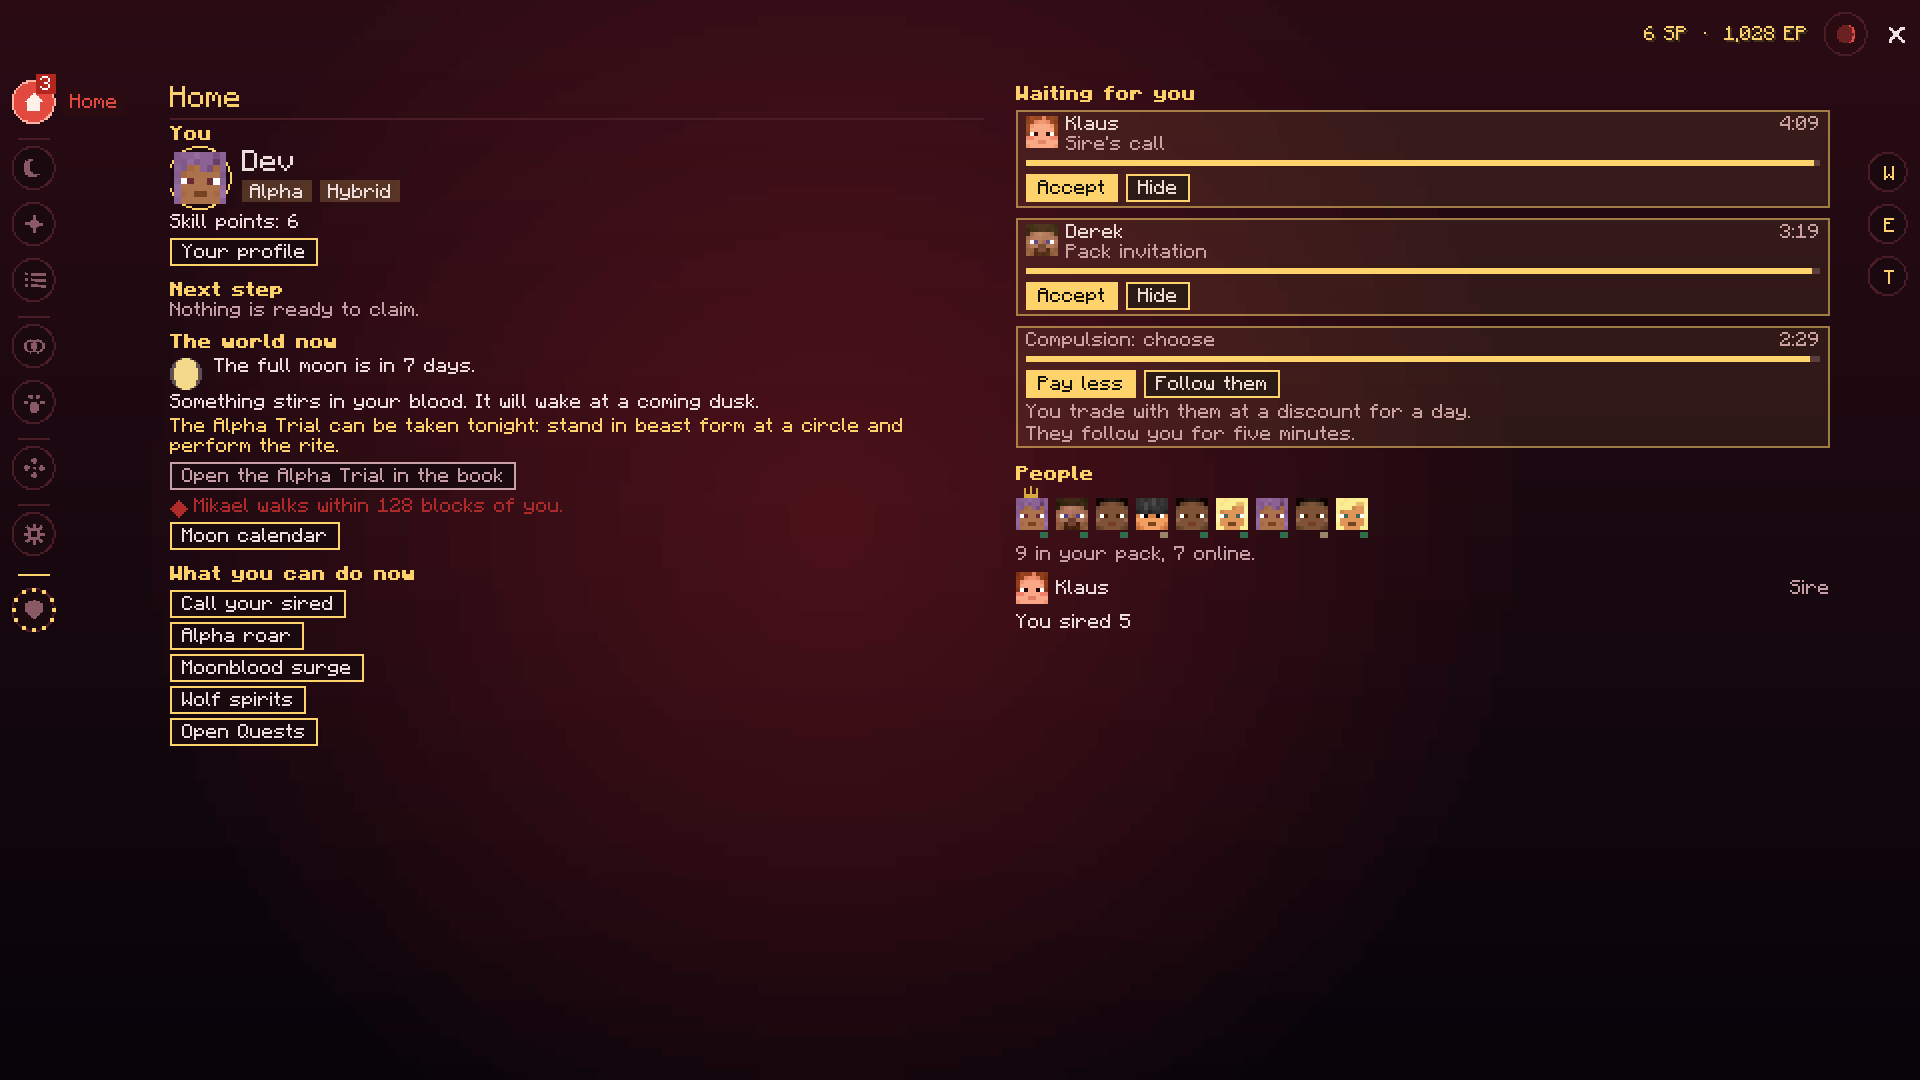 6 SP · 1,028 EP
3
Home
Home
You
Dev
Alpha Hybrid
Skill points: 6
Your profile
Next step
Nothing is ready to claim.
The world now
The full moon is in 7 days.
Something stirs in your blood. It will wake at a coming dusk.
The Alpha Trial can be taken tonight: stand in beast form at a circle and
perform the rite.
Open the Alpha Trial in the book
Mikael walks within 128 blocks of you.
Moon calendar
What you can do now
Call your sired
Alpha roar
Moonblood surge
Wolf spirits
Open Quests
Waiting for you
Klaus 4:09
Sire's call
Accept Hide
Derek 3:19
Pack invitation
Accept Hide
Compulsion: choose 2:29
Pay less Follow them
You trade with them at a discount for a day.
They follow you for five minutes.
People
9 in your pack, 7 online.
Klaus Sire
You sired 5
W
E
T